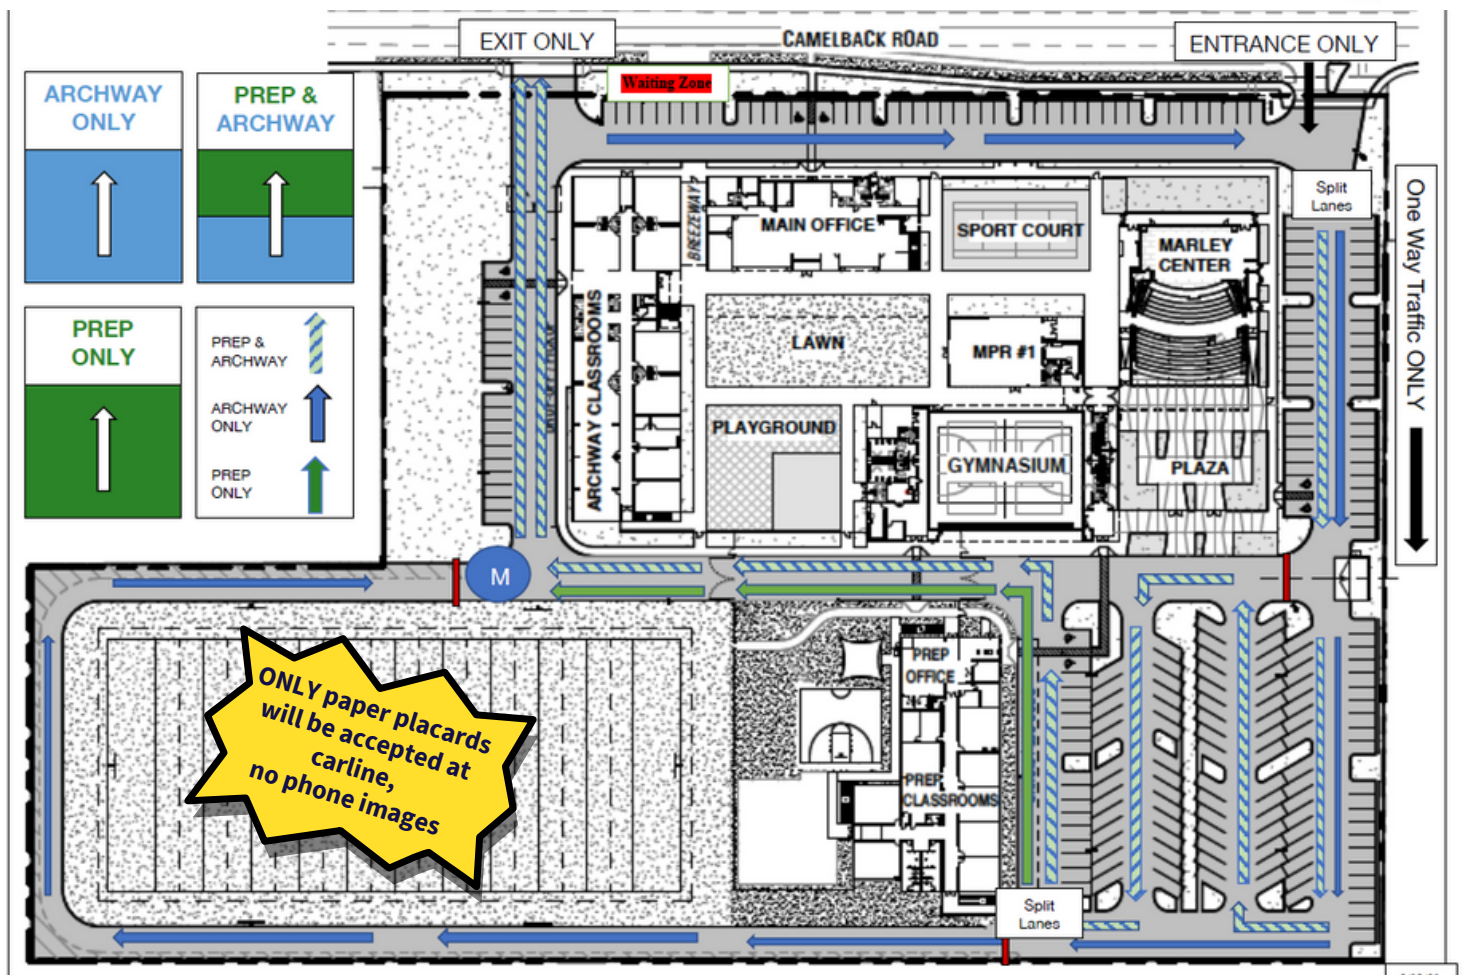 EXIT ONLY
CAMELBACK ROAD
ENTRANCE ONLY
Waiting Zone
ARCHWAY
ONLY
PREP &
ARCHWAY
PREP
ONLY
PREP &
ARCHWAY
ARCHWAY
ONLY
PREP
ONLY
Split
Lanes
One Way Traffic ONLY
BREEZEWAY
MAIN OFFICE
SPORT COURT
MARLEY
CENTER
ARCHWAY CLASSROOMS
LAWN
MPR #1
PLAYGROUND
GYMNASIUM
PLAZA
M
PREP
OFFICE
PREP
CLASSROOMS
ONLY paper placards
will be accepted at
carline,
no phone images
Split
Lanes